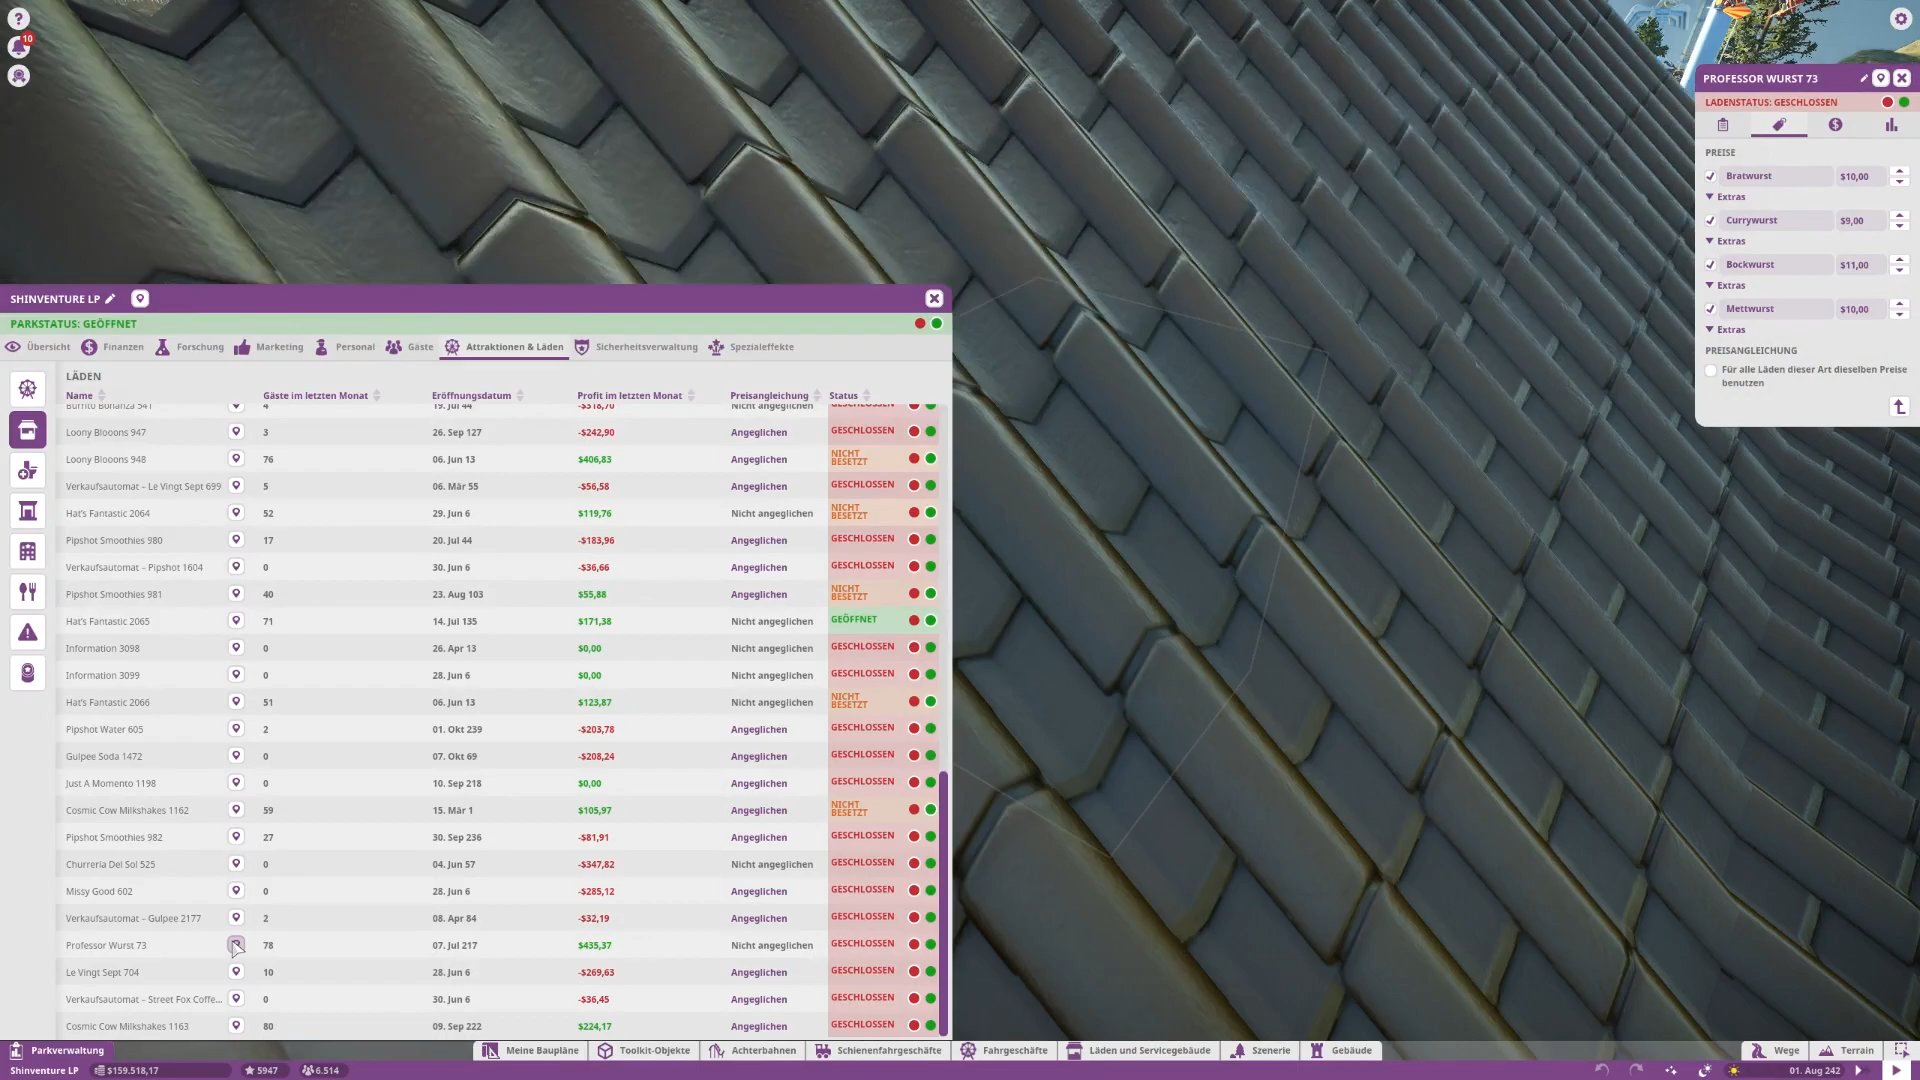 10
PROFESSOR WURST 73
LADENSTATUS: GESCHLOSSEN
PREISE
Bratwurst $10,00
Extras
Currywurst $9,00
Extras
Bockwurst $11,00
Extras
Mettwurst $10,00
Extras
PREISANGLEICHUNG
Für alle Läden dieser Art dieselben Preise
benutzen
SHINVENTURE LP
PARKSTATUS: GEÖFFNET
Übersicht Finanzen Forschung Marketing Personal Gäste Attraktionen & Läden Sicherheitsverwaltung Spezialeffekte
LÄDEN
Name Gäste im letzten Monat Eröffnungsdatum Profit im letzten Monat Preisangleichung Status
Burrito Bonanza 541 4 19. Jul 44 -$318,70 Nicht angeglichen GESCHLOSSEN
Loony Blooons 947 3 26. Sep 127 -$242,90 Angeglichen GESCHLOSSEN
Loony Blooons 948 76 06. Jun 13 $406,83 Angeglichen NICHT BESETZT
Verkaufsautomat – Le Vingt Sept 699 5 06. Mär 55 -$56,58 Angeglichen GESCHLOSSEN
Hat's Fantastic 2064 52 29. Jun 6 $119,76 Nicht angeglichen NICHT BESETZT
Pipshot Smoothies 980 17 20. Jul 44 -$183,96 Angeglichen GESCHLOSSEN
Verkaufsautomat – Pipshot 1604 0 30. Jun 6 -$36,66 Angeglichen GESCHLOSSEN
Pipshot Smoothies 981 40 23. Aug 103 $55,88 Angeglichen NICHT BESETZT
Hat's Fantastic 2065 71 14. Jul 135 $171,38 Nicht angeglichen GEÖFFNET
Information 3098 0 26. Apr 13 $0,00 Nicht angeglichen GESCHLOSSEN
Information 3099 0 28. Jun 6 $0,00 Nicht angeglichen GESCHLOSSEN
Hat's Fantastic 2066 51 06. Jun 13 $123,87 Nicht angeglichen NICHT BESETZT
Pipshot Water 605 2 01. Okt 239 -$203,78 Angeglichen GESCHLOSSEN
Gulpee Soda 1472 0 07. Okt 69 -$208,24 Angeglichen GESCHLOSSEN
Just A Momento 1198 0 10. Sep 218 $0,00 Angeglichen GESCHLOSSEN
Cosmic Cow Milkshakes 1162 59 15. Mär 1 $105,97 Angeglichen NICHT BESETZT
Pipshot Smoothies 982 27 30. Sep 236 -$81,91 Angeglichen GESCHLOSSEN
Churreria Del Sol 525 0 04. Jun 57 -$347,82 Nicht angeglichen GESCHLOSSEN
Missy Good 602 0 28. Jun 6 -$285,12 Angeglichen GESCHLOSSEN
Verkaufsautomat – Gulpee 2177 2 08. Apr 84 -$32,19 Angeglichen GESCHLOSSEN
Professor Wurst 73 78 07. Jul 217 $435,37 Nicht angeglichen GESCHLOSSEN
Le Vingt Sept 704 10 28. Jun 6 -$269,63 Angeglichen GESCHLOSSEN
Verkaufsautomat – Street Fox Coffe... 0 30. Jun 6 -$36,45 Angeglichen GESCHLOSSEN
Cosmic Cow Milkshakes 1163 80 09. Sep 222 $224,17 Angeglichen GESCHLOSSEN
Parkverwaltung Meine Baupläne Toolkit-Objekte Achterbahnen Schienenfahrgeschäfte Fahrgeschäfte Läden und Servicegebäude Szenerie Gebäude Wege Terrain
Shinventure LP $159.518,17 5947 6.514 01. Aug 242